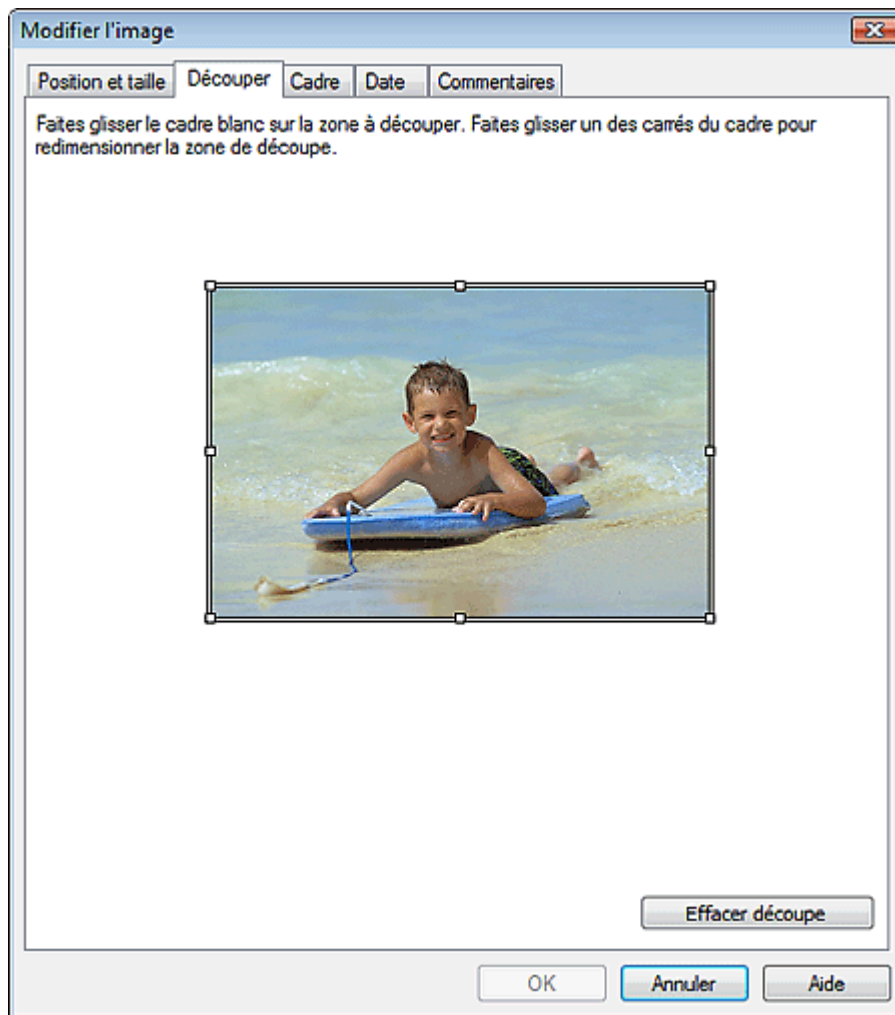 Modifier l'image
Position et taille Découper Cadre Date Commentaires
Faites glisser le cadre blanc sur la zone à découper. Faites glisser un des carrés du cadre pour
redimensionner la zone de découpe.
Effacer découpe
OK Annuler Aide